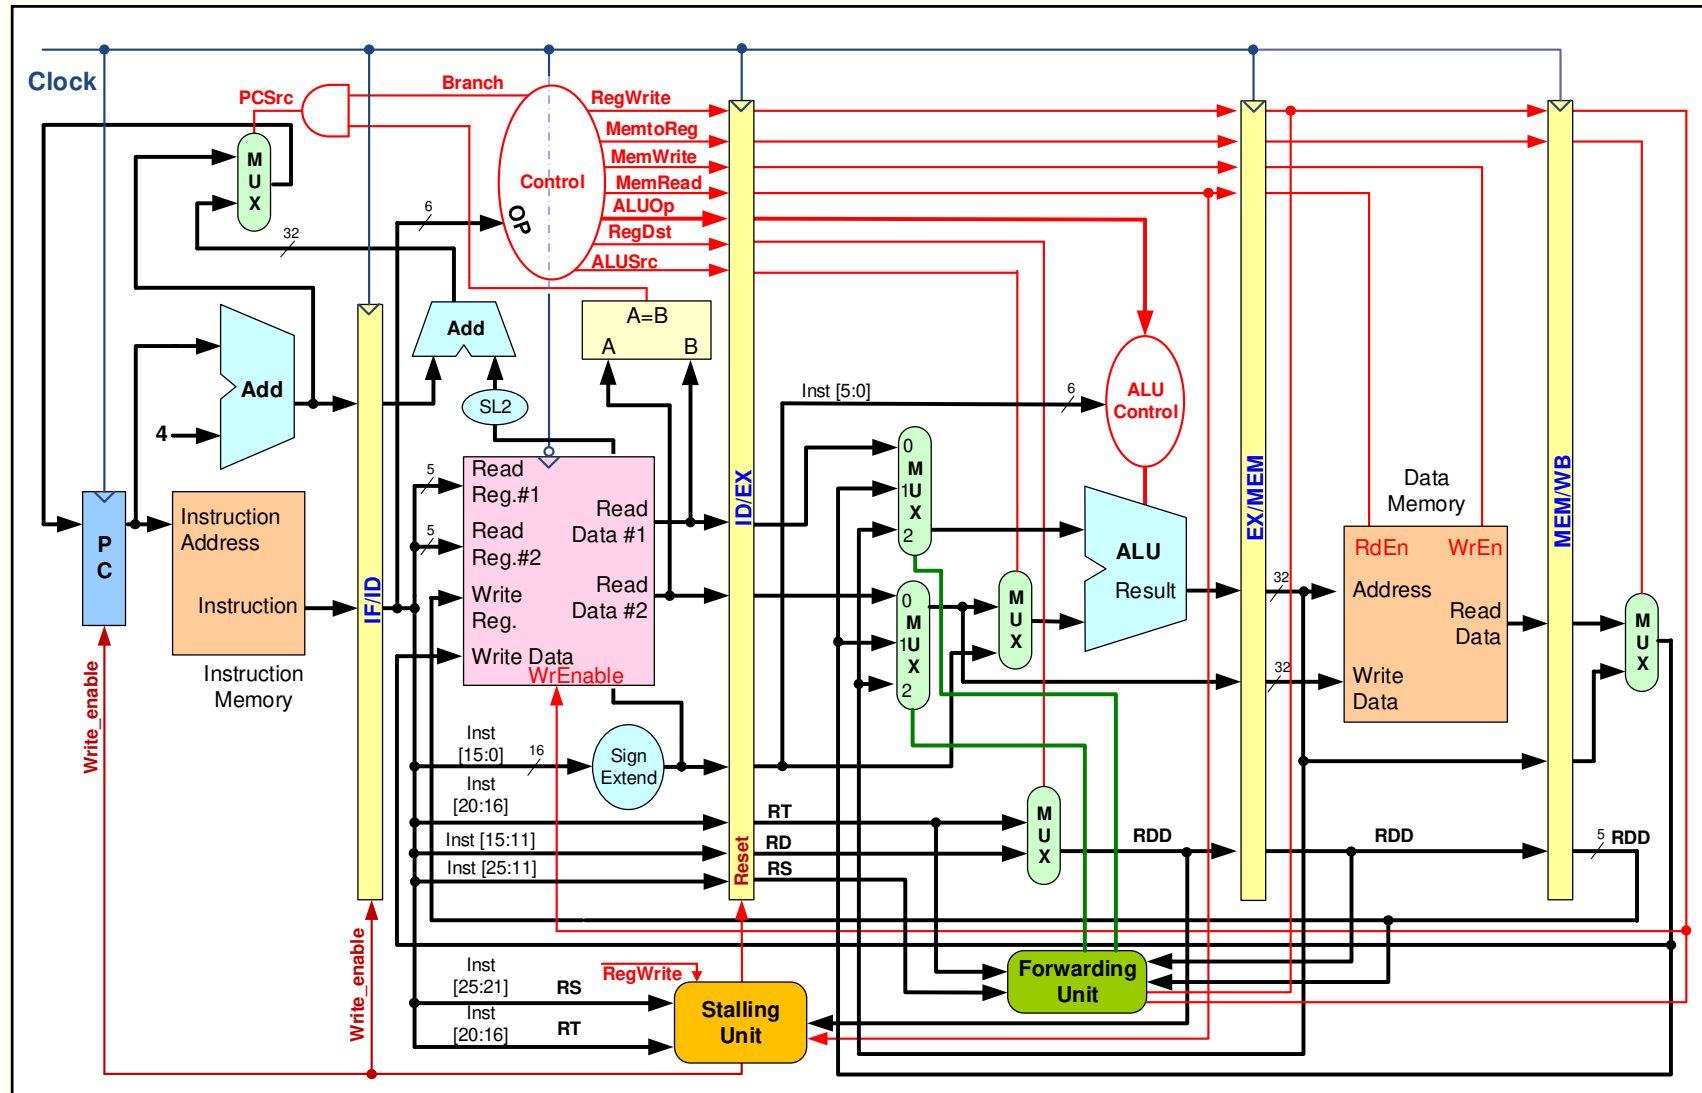 Clock
PCSrc
Branch
RegWrite
MemtoReg
MemWrite
MemRead
ALUOp
RegDst
ALUSrc
Control
OP
M
U
X
6
32
Add
4
Add
SL2
A=B
A
B
Inst [5:0]
6
ALU
Control
P
C
Instruction
Address
Instruction
Instruction
Memory
IF/ID
5
Read
Reg.#1
5
Read
Reg.#2
Write
Reg.
Write Data
WrEnable
Read
Data #1
Read
Data #2
ID/EX
0
M
1U
X
2
0
M
1U
X
2
M
U
X
ALU
Result
EX/MEM
32
32
Data
Memory
RdEn
WrEn
Address
Read
Data
Write
Data
MEM/WB
M
U
X
Write_enable
Inst
[15:0]
16
Sign
Extend
Inst
[20:16]
Inst [15:11]
Inst [25:11]
Reset
RT
RD
RS
M
U
X
RDD
RDD
5
RDD
Write_enable
Inst
[25:21]
RS
Inst
[20:16]
RT
RegWrite
Stalling
Unit
Forwarding
Unit